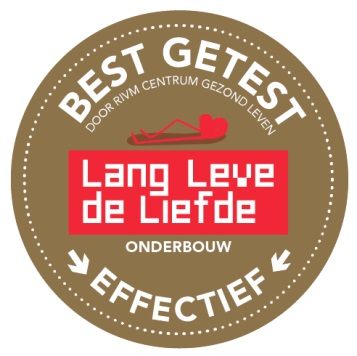 BEST GETEST
DOOR RIVM CENTRUM GEZOND LEVEN
Lang Leve
de Liefde
ONDERBOUW
EFFECTIEF